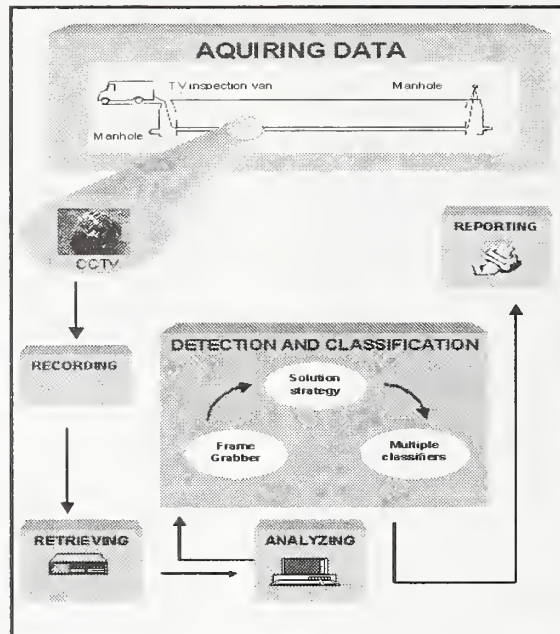 AQUIRING DATA
TV inspection van
Manhole
Manhole
CCTV
REPORTING
RECORDING
DETECTION AND CLASSIFICATION
Solution
strategy
Frame
Grabber
Multiple
classifiers
RETRIEVING
ANALYZING